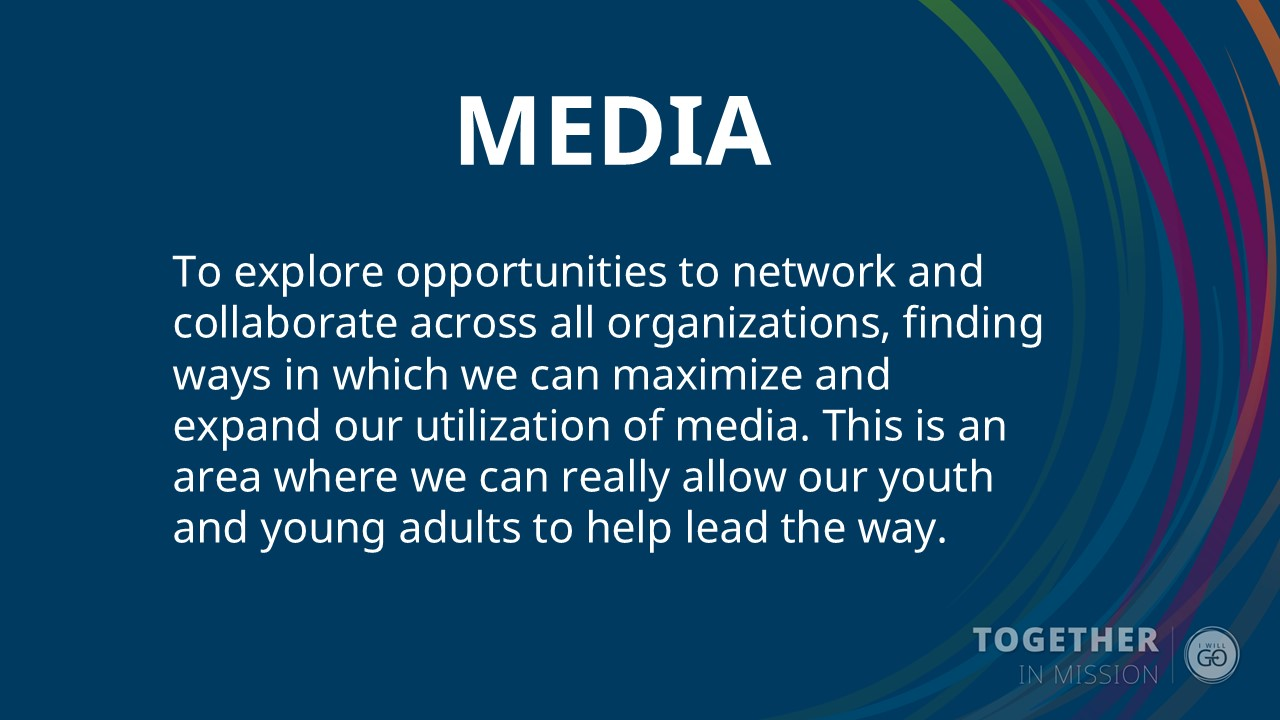 MEDIA
To explore opportunities to network and
collaborate across all organizations, finding
ways in which we can maximize and
expand our utilization of media. This is an
area where we can really allow our youth
and young adults to help lead the way.
TOGETHER
IN MISSION
I WILL
GO